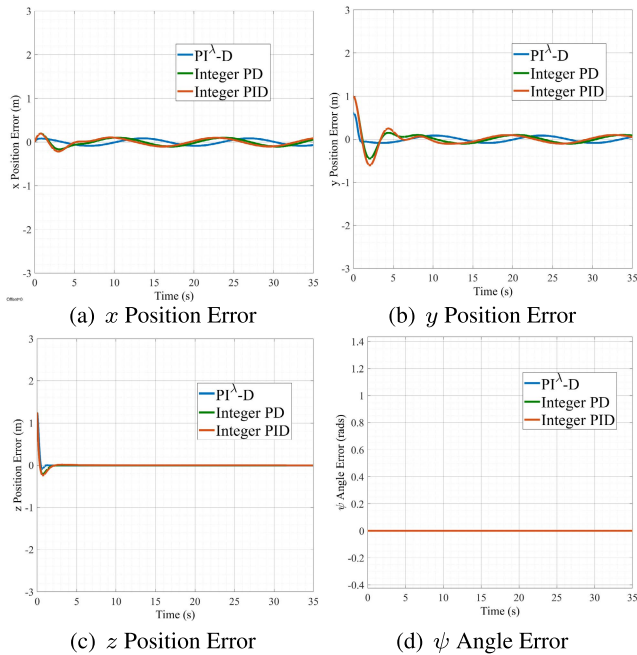 3
2
1
0
-1
-2
-3
x Position Error (m)
PI^λ-D
Integer PD
Integer PID
0 5 10 15 20 25 30 35
Time (s)
(a) x Position Error
3
2
1
0
-1
-2
-3
y Position Error (m)
PI^λ-D
Integer PD
Integer PID
0 5 10 15 20 25 30 35
Time (s)
(b) y Position Error
3
2
1
0
-1
-2
-3
z Position Error (m)
PI^λ-D
Integer PD
Integer PID
0 5 10 15 20 25 30 35
Time (s)
(c) z Position Error
1.4
1.2
1
0.8
0.6
0.4
0.2
0
-0.2
-0.4
ψ Angle Error (rads)
PI^λ-D
Integer PD
Integer PID
0 5 10 15 20 25 30 35
Time (s)
(d) ψ Angle Error